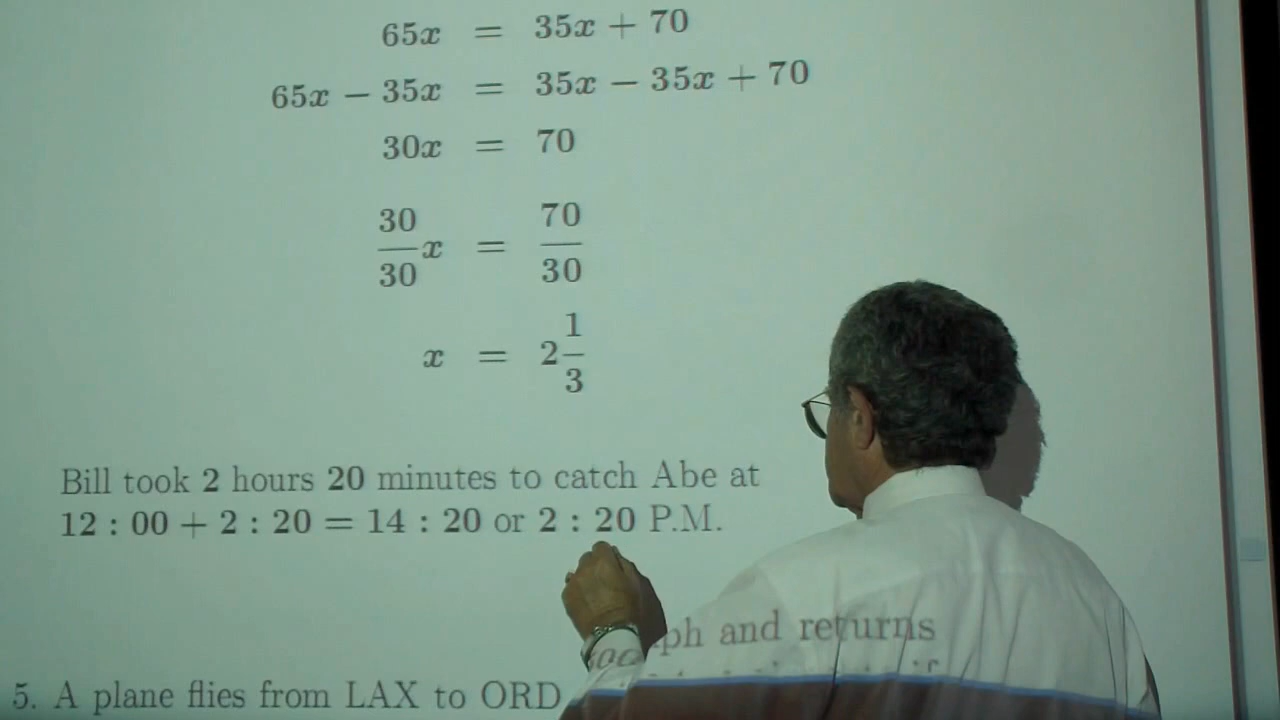 65x = 35x + 70
65x − 35x = 35x − 35x + 70
30x = 70
30/30 x = 70/30
x = 2 1/3
Bill took 2 hours 20 minutes to catch Abe at
12 : 00 + 2 : 20 = 14 : 20 or 2 : 20 P.M.
ph and returns
5. A plane flies from LAX to ORD